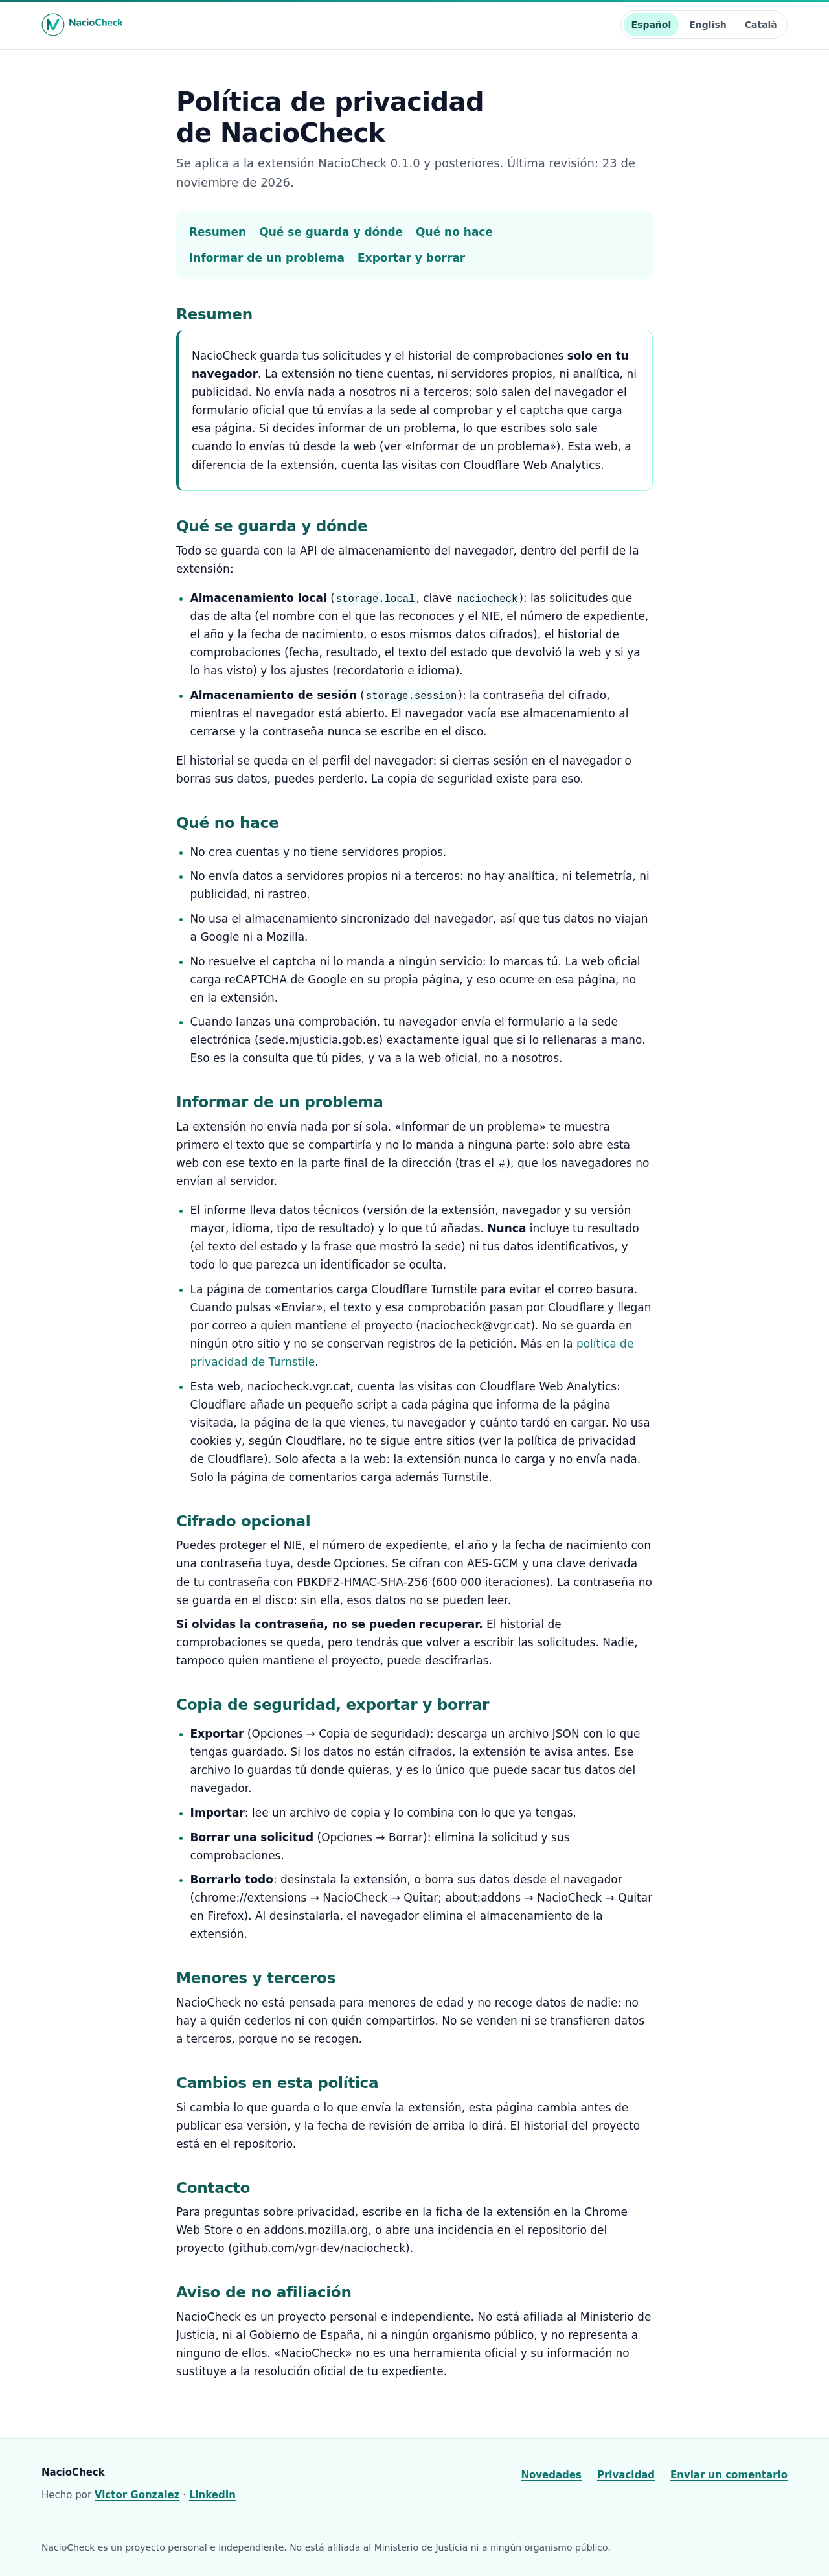 NacioCheck
Español English Català
Política de privacidad
de NacioCheck
Se aplica a la extensión NacioCheck 0.1.0 y posteriores. Última revisión: 23 de
noviembre de 2026.
Resumen Qué se guarda y dónde Qué no hace
Informar de un problema Exportar y borrar
Resumen
NacioCheck guarda tus solicitudes y el historial de comprobaciones solo en tu
navegador. La extensión no tiene cuentas, ni servidores propios, ni analítica, ni
publicidad. No envía nada a nosotros ni a terceros; solo salen del navegador el
formulario oficial que tú envías a la sede al comprobar y el captcha que carga
esa página. Si decides informar de un problema, lo que escribes solo sale
cuando lo envías tú desde la web (ver «Informar de un problema»). Esta web, a
diferencia de la extensión, cuenta las visitas con Cloudflare Web Analytics.
Qué se guarda y dónde
Todo se guarda con la API de almacenamiento del navegador, dentro del perfil de la
extensión:
• Almacenamiento local (storage.local, clave naciocheck): las solicitudes que
das de alta (el nombre con el que las reconoces y el NIE, el número de expediente,
el año y la fecha de nacimiento, o esos mismos datos cifrados), el historial de
comprobaciones (fecha, resultado, el texto del estado que devolvió la web y si ya
lo has visto) y los ajustes (recordatorio e idioma).
• Almacenamiento de sesión (storage.session): la contraseña del cifrado,
mientras el navegador está abierto. El navegador vacía ese almacenamiento al
cerrarse y la contraseña nunca se escribe en el disco.
El historial se queda en el perfil del navegador: si cierras sesión en el navegador o
borras sus datos, puedes perderlo. La copia de seguridad existe para eso.
Qué no hace
• No crea cuentas y no tiene servidores propios.
• No envía datos a servidores propios ni a terceros: no hay analítica, ni telemetría, ni
publicidad, ni rastreo.
• No usa el almacenamiento sincronizado del navegador, así que tus datos no viajan
a Google ni a Mozilla.
• No resuelve el captcha ni lo manda a ningún servicio: lo marcas tú. La web oficial
carga reCAPTCHA de Google en su propia página, y eso ocurre en esa página, no
en la extensión.
• Cuando lanzas una comprobación, tu navegador envía el formulario a la sede
electrónica (sede.mjusticia.gob.es) exactamente igual que si lo rellenaras a mano.
Eso es la consulta que tú pides, y va a la web oficial, no a nosotros.
Informar de un problema
La extensión no envía nada por sí sola. «Informar de un problema» te muestra
primero el texto que se compartiría y no lo manda a ninguna parte: solo abre esta
web con ese texto en la parte final de la dirección (tras el #), que los navegadores no
envían al servidor.
• El informe lleva datos técnicos (versión de la extensión, navegador y su versión
mayor, idioma, tipo de resultado) y lo que tú añadas. Nunca incluye tu resultado
(el texto del estado y la frase que mostró la sede) ni tus datos identificativos, y
todo lo que parezca un identificador se oculta.
• La página de comentarios carga Cloudflare Turnstile para evitar el correo basura.
Cuando pulsas «Enviar», el texto y esa comprobación pasan por Cloudflare y llegan
por correo a quien mantiene el proyecto (naciocheck@vgr.cat). No se guarda en
ningún otro sitio y no se conservan registros de la petición. Más en la política de
privacidad de Turnstile.
• Esta web, naciocheck.vgr.cat, cuenta las visitas con Cloudflare Web Analytics:
Cloudflare añade un pequeño script a cada página que informa de la página
visitada, la página de la que vienes, tu navegador y cuánto tardó en cargar. No usa
cookies y, según Cloudflare, no te sigue entre sitios (ver la política de privacidad
de Cloudflare). Solo afecta a la web: la extensión nunca lo carga y no envía nada.
Solo la página de comentarios carga además Turnstile.
Cifrado opcional
Puedes proteger el NIE, el número de expediente, el año y la fecha de nacimiento con
una contraseña tuya, desde Opciones. Se cifran con AES-GCM y una clave derivada
de tu contraseña con PBKDF2-HMAC-SHA-256 (600 000 iteraciones). La contraseña no
se guarda en el disco: sin ella, esos datos no se pueden leer.
Si olvidas la contraseña, no se pueden recuperar. El historial de
comprobaciones se queda, pero tendrás que volver a escribir las solicitudes. Nadie,
tampoco quien mantiene el proyecto, puede descifrarlas.
Copia de seguridad, exportar y borrar
• Exportar (Opciones → Copia de seguridad): descarga un archivo JSON con lo que
tengas guardado. Si los datos no están cifrados, la extensión te avisa antes. Ese
archivo lo guardas tú donde quieras, y es lo único que puede sacar tus datos del
navegador.
• Importar: lee un archivo de copia y lo combina con lo que ya tengas.
• Borrar una solicitud (Opciones → Borrar): elimina la solicitud y sus
comprobaciones.
• Borrarlo todo: desinstala la extensión, o borra sus datos desde el navegador
(chrome://extensions → NacioCheck → Quitar; about:addons → NacioCheck → Quitar
en Firefox). Al desinstalarla, el navegador elimina el almacenamiento de la
extensión.
Menores y terceros
NacioCheck no está pensada para menores de edad y no recoge datos de nadie: no
hay a quién cederlos ni con quién compartirlos. No se venden ni se transfieren datos
a terceros, porque no se recogen.
Cambios en esta política
Si cambia lo que guarda o lo que envía la extensión, esta página cambia antes de
publicar esa versión, y la fecha de revisión de arriba lo dirá. El historial del proyecto
está en el repositorio.
Contacto
Para preguntas sobre privacidad, escribe en la ficha de la extensión en la Chrome
Web Store o en addons.mozilla.org, o abre una incidencia en el repositorio del
proyecto (github.com/vgr-dev/naciocheck).
Aviso de no afiliación
NacioCheck es un proyecto personal e independiente. No está afiliada al Ministerio de
Justicia, ni al Gobierno de España, ni a ningún organismo público, y no representa a
ninguno de ellos. «NacioCheck» no es una herramienta oficial y su información no
sustituye a la resolución oficial de tu expediente.
NacioCheck
Novedades Privacidad Enviar un comentario
Hecho por Victor Gonzalez · LinkedIn
NacioCheck es un proyecto personal e independiente. No está afiliada al Ministerio de Justicia ni a ningún organismo público.